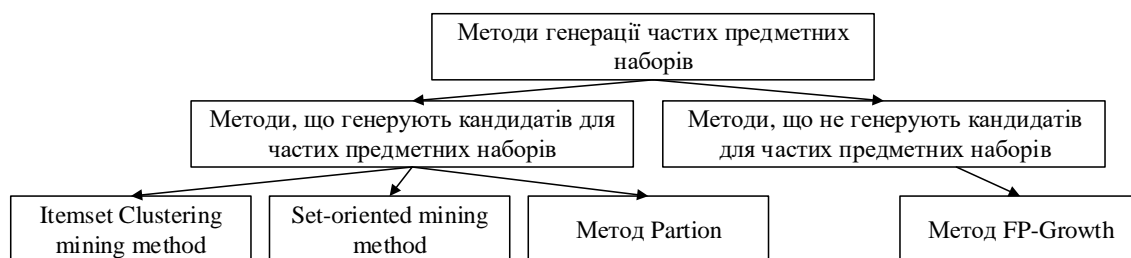 Методи генерації частих предметних
наборів
Методи, що генерують кандидатів для
частих предметних наборів
Методи, що не генерують кандидатів
для частих предметних наборів
Itemset Clustering
mining method
Set-oriented mining
method
Метод Partion
Метод FP-Growth